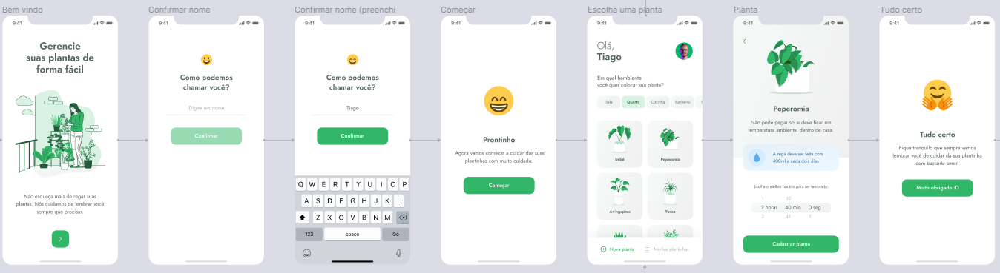 Bem vindo
9:41
Gerencie
suas plantas de
forma fácil
Não esqueça mais de regar suas
plantas. Nós cuidamos de lembrar você
sempre que precisar.
Confirmar nome
9:41
Como podemos
chamar você?
Digite um nome
Confirmar
Confirmar nome (preenchi
9:41
Como podemos
chamar você?
Tiago
Confirmar
Q W E R T Y U I O P
A S D F G H J K L
Z X C V B N M
123 space Go
Começar
9:41
Prontinho
Agora vamos começar a cuidar das suas
plantinhas com muito cuidado.
Começar
Escolha uma planta
9:41
Olá,
Tiago
Em qual hambiente
você quer colocar sua planta?
Sala Quarto Cozinha Banheiro
Imbé Peperomia
Aningapara Yucca
Nova planta Minhas plantinhas
Planta
9:41
Peperomia
Não pode pegar sol e deve ficar em
temperatura ambiente, dentro de casa.
A rega deve ser feita com
400ml a cada dois dias
Escolha o melhor horário para ser lembrado.
1 39
2 horas 40 min 0 seg
3 41 1
Cadastrar planta
Tudo certo
9:41
Tudo certo
Fique tranquilo que sempre vamos
lembrar você de cuidar da sua plantinha
com bastante amor.
Muito obrigado :D